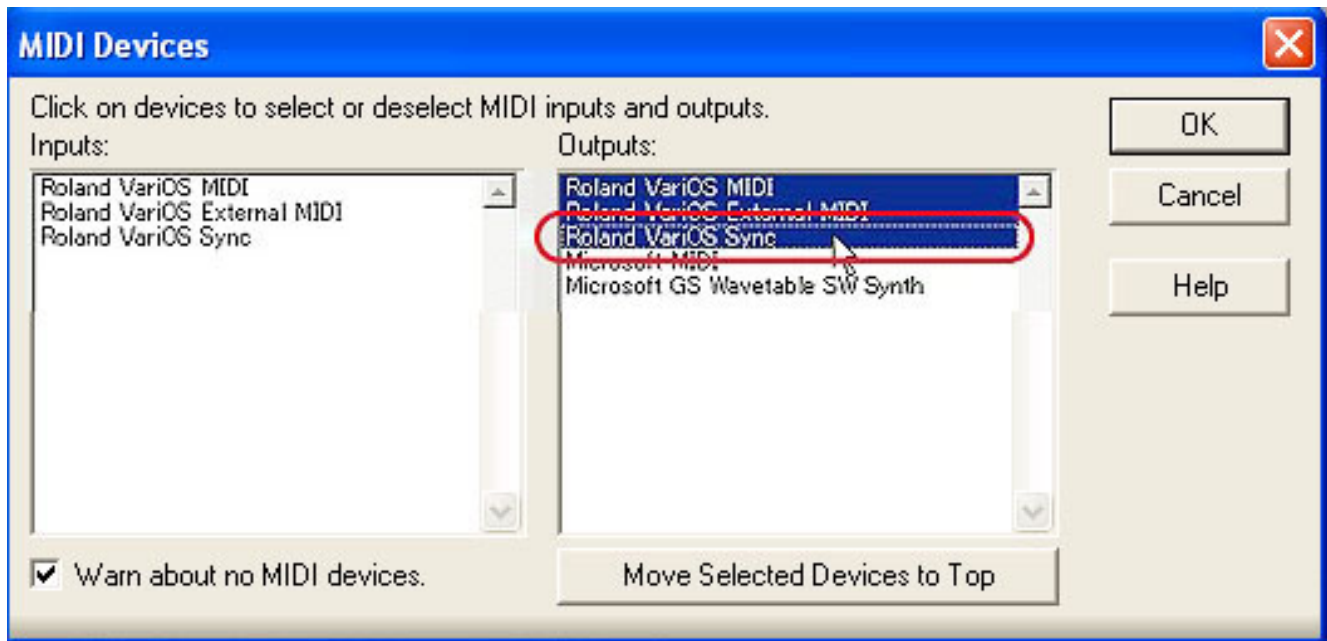 MIDI Devices
Click on devices to select or deselect MIDI inputs and outputs.
Inputs:
Roland VariOS MIDI
Roland VariOS External MIDI
Roland VariOS Sync
Outputs:
Roland VariOS MIDI
Roland VariOS External MIDI
Roland VariOS Sync
Microsoft MIDI
Microsoft GS Wavetable SW Synth
OK
Cancel
Help
Warn about no MIDI devices.
Move Selected Devices to Top